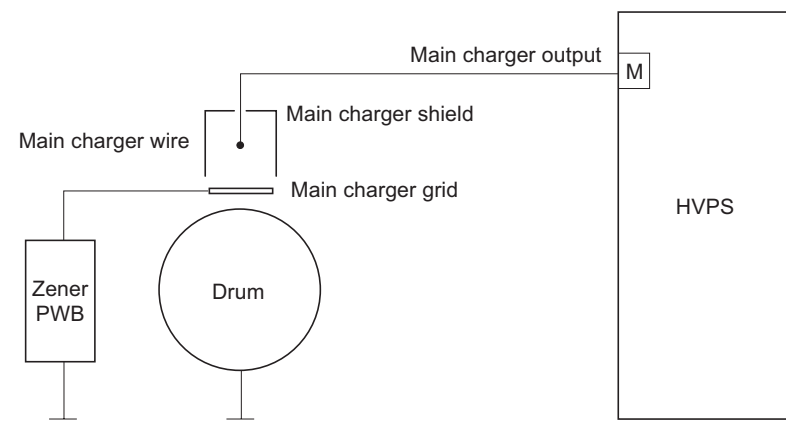 Main charger output
M
Main charger shield
Main charger wire
Main charger grid
HVPS
Zener
PWB
Drum